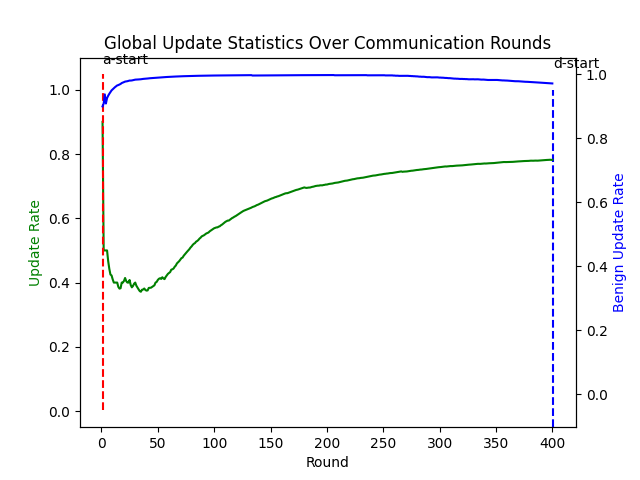 Global Update Statistics Over Communication Rounds
a-start
d-start
1.0
0.8
0.6
0.4
0.2
0.0
Update Rate
1.0
0.8
0.6
0.4
0.2
0.0
Benign Update Rate
0 50 100 150 200 250 300 350 400
Round